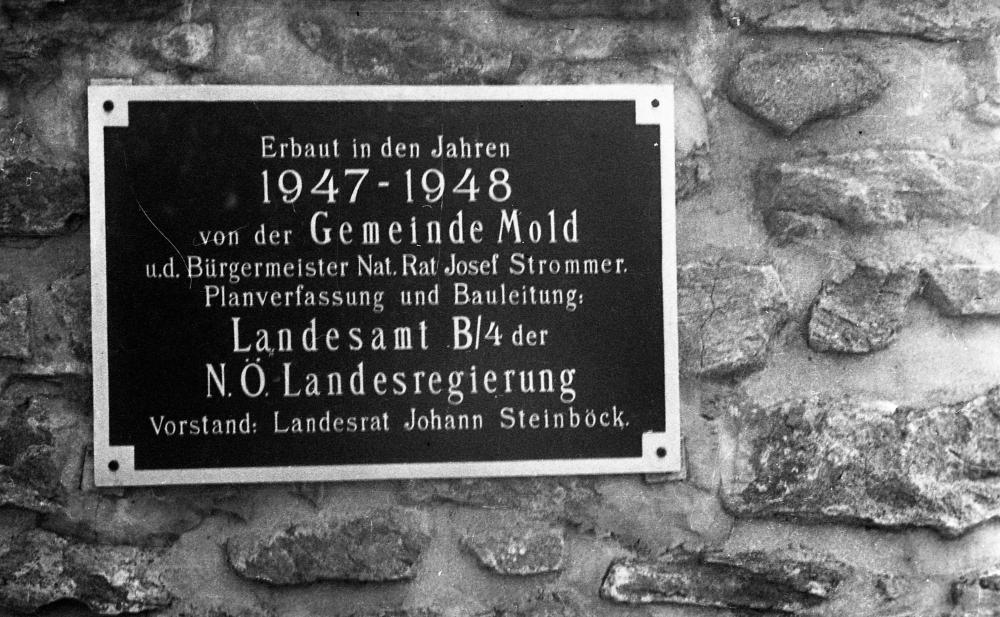 Erbaut in den Jahren
1947-1948
von der Gemeinde Mold
u.d. Bürgermeister Nat. Rat Josef Strommer.
Planverfassung und Bauleitung:
Landesamt B/4 der
N.Ö. Landesregierung
Vorstand: Landesrat Johann Steinböck.